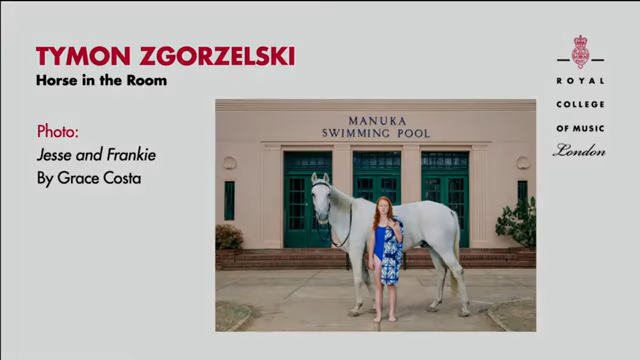 TYMON ZGORZELSKI
Horse in the Room
Photo:
Jesse and Frankie
By Grace Costa
MANUKA
SWIMMING POOL
ROYAL
COLLEGE
OF MUSIC
London